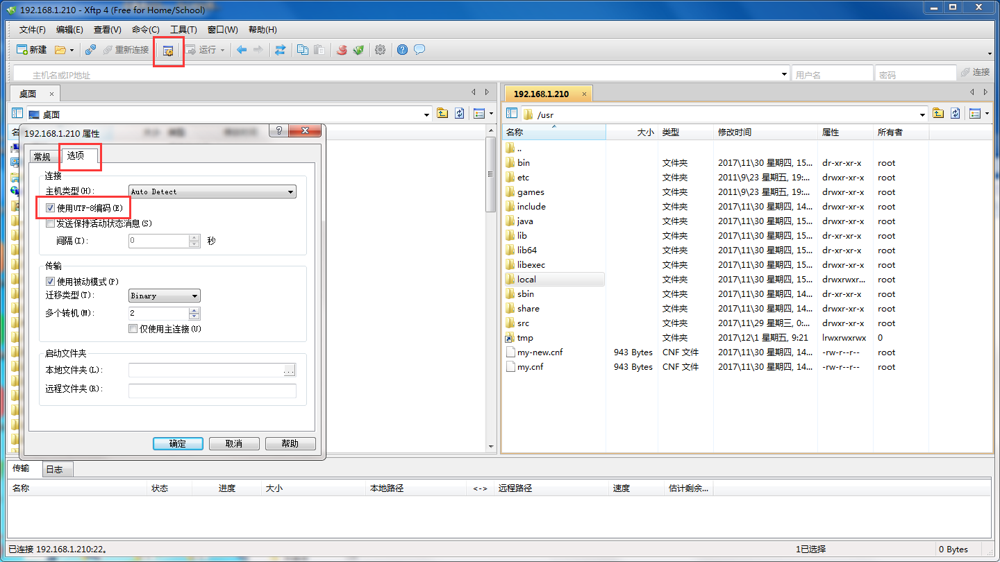 192.168.1.210 - Xftp 4 (Free for Home/School)
文件(F) 编辑(E) 查看(V) 命令(C) 工具(T) 窗口(W) 帮助(H)
新建 重新连接 运行
主机名或IP地址 用户名 密码 连接
桌面 × 192.168.1.210 ×
桌面 /usr
192.168.1.210 属性 ?
常规 选项
连接
主机类型(H): Auto Detect
使用UTF-8编码(E)
发送保持活动状态消息(S)
间隔(I): 0 秒
传输
使用被动模式(P)
迁移类型(T): Binary
多个转机(M): 2
仅使用主连接(U)
启动文件夹
本地文件夹(L): ...
远程文件夹(R):
确定 取消 帮助
名称 大小 类型 修改时间 属性 所有者
..
bin 文件夹 2017\11\30 星期四, 15... dr-xr-xr-x root
etc 文件夹 2011\9\23 星期五, 19:... drwxr-xr-x root
games 文件夹 2011\9\23 星期五, 19:... drwxr-xr-x root
include 文件夹 2017\11\30 星期四, 14... drwxr-xr-x root
java 文件夹 2017\11\30 星期四, 15... drwxr-xr-x root
lib 文件夹 2017\11\30 星期四, 15... dr-xr-xr-x root
lib64 文件夹 2017\11\30 星期四, 15... dr-xr-xr-x root
libexec 文件夹 2017\11\30 星期四, 15... drwxr-xr-x root
local 文件夹 2017\11\30 星期四, 15... drwxrwxr... root
sbin 文件夹 2017\11\30 星期四, 14... dr-xr-xr-x root
share 文件夹 2017\11\30 星期四, 14... drwxr-xr-x root
src 文件夹 2017\11\29 星期三, 0:... drwxr-xr-x root
tmp 文件夹 2017\12\1 星期五, 9:21 lrwxrwxrwx 0
my-new.cnf 943 Bytes CNF 文件 2017\11\30 星期四, 14... -rw-r--r-- root
my.cnf 943 Bytes CNF 文件 2017\11\30 星期四, 14... -rw-r--r-- root
传输 日志
名称 状态 进度 大小 本地路径 <-> 远程路径 速度 估计剩余...
已连接 192.168.1.210:22。 1已选择 0 Bytes